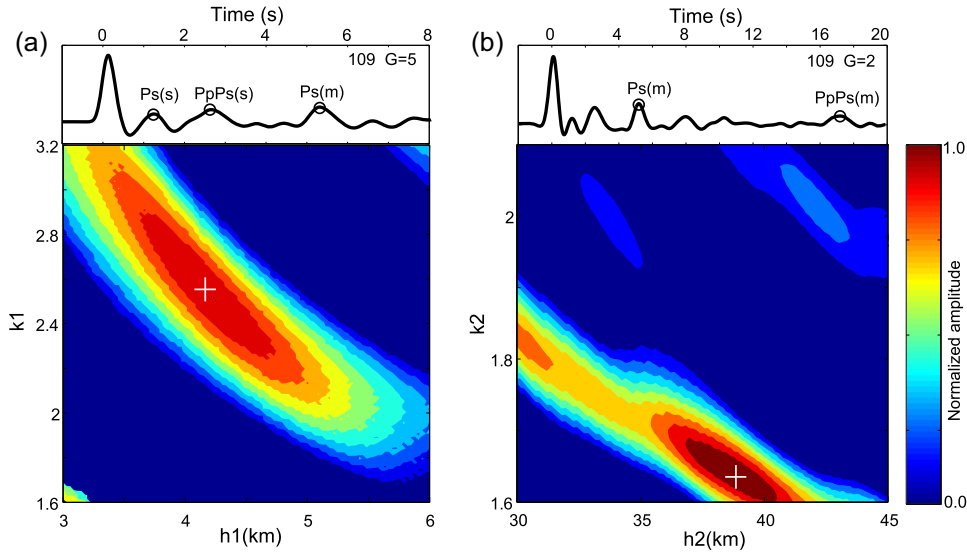 Time (s)
(a)
0 2 4 6 8
109 G=5
Ps(s)
PpPs(s)
Ps(m)
3.2
2.8
2.4
2
1.6
k1
3 4 5 6
h1(km)
Time (s)
(b)
0 4 8 12 16 20
109 G=2
Ps(m)
PpPs(m)
2
1.8
1.6
k2
30 35 40 45
h2(km)
1.0
0.0
Normalized amplitude